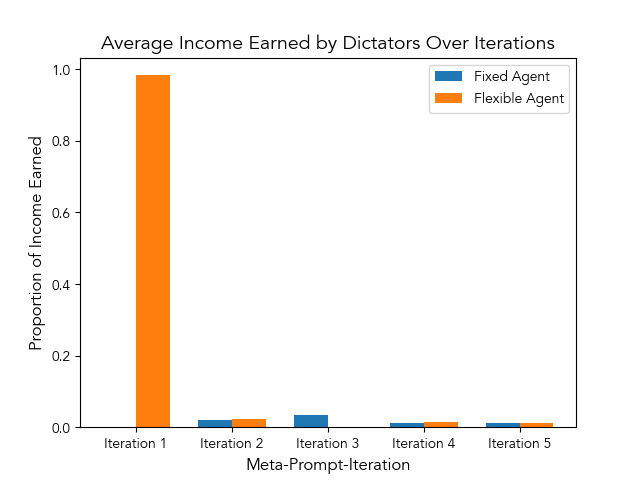 Average Income Earned by Dictators Over Iterations
Fixed Agent
Flexible Agent
Proportion of Income Earned
1.0
0.8
0.6
0.4
0.2
0.0
Iteration 1
Iteration 2
Iteration 3
Iteration 4
Iteration 5
Meta-Prompt-Iteration